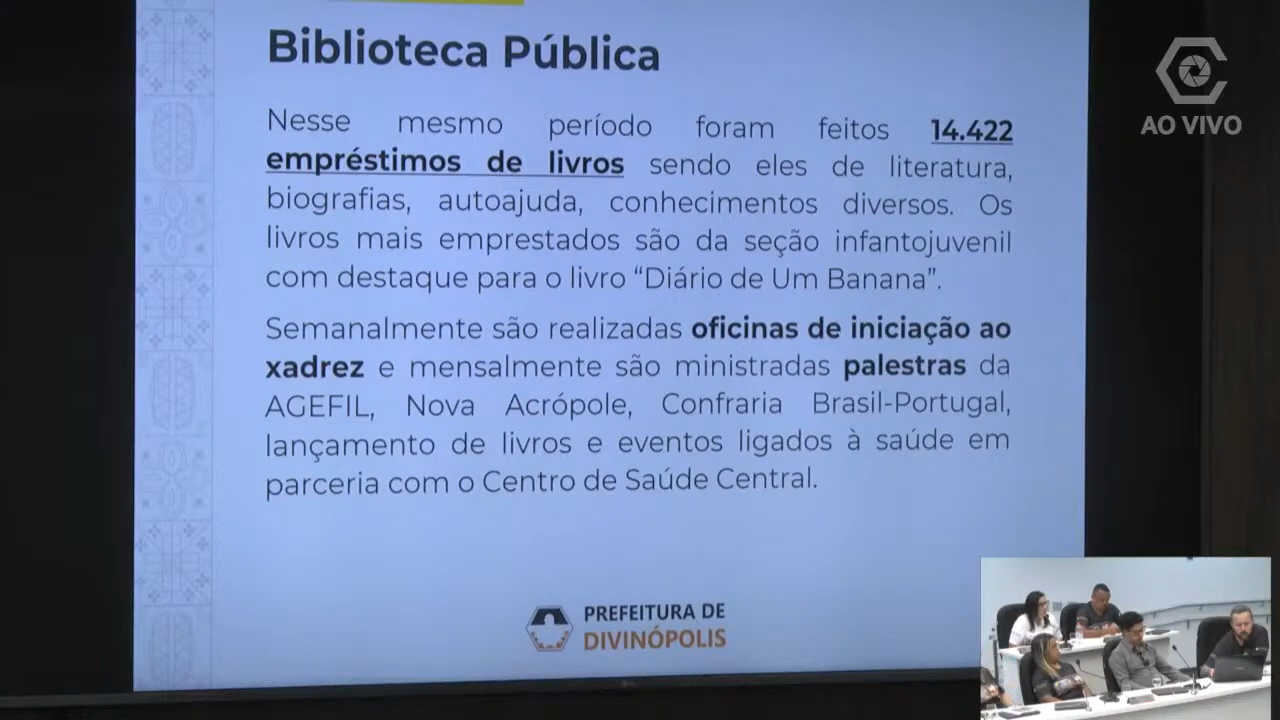 Biblioteca Pública
AO VIVO
Nesse mesmo período foram feitos 14.422
empréstimos de livros sendo eles de literatura,
biografias, autoajuda, conhecimentos diversos. Os
livros mais emprestados são da seção infantojuvenil
com destaque para o livro “Diário de Um Banana”.
Semanalmente são realizadas oficinas de iniciação ao
xadrez e mensalmente são ministradas palestras da
AGEFIL, Nova Acrópole, Confraria Brasil-Portugal,
lançamento de livros e eventos ligados à saúde em
parceria com o Centro de Saúde Central.
PREFEITURA DE
DIVINÓPOLIS